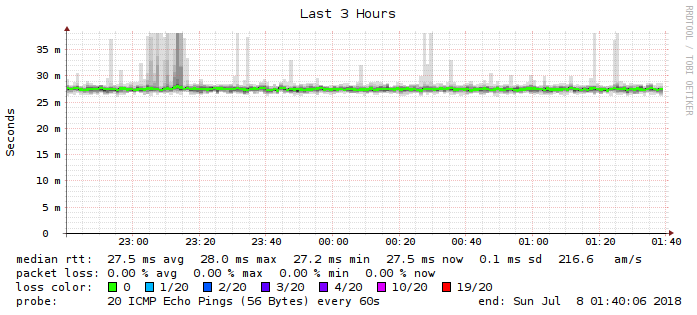 Last 3 Hours
RRDTOOL / TOBI OETIKER
Seconds
35 m
30 m
25 m
20 m
15 m
10 m
5 m
0
23:00 23:20 23:40 00:00 00:20 00:40 01:00 01:20 01:40
median rtt: 27.5 ms avg 28.0 ms max 27.2 ms min 27.5 ms now 0.1 ms sd 216.6 am/s
packet loss: 0.00 % avg 0.00 % max 0.00 % min 0.00 % now
loss color: 0 1/20 2/20 3/20 4/20 10/20 19/20
probe: 20 ICMP Echo Pings (56 Bytes) every 60s end: Sun Jul 8 01:40:06 2018